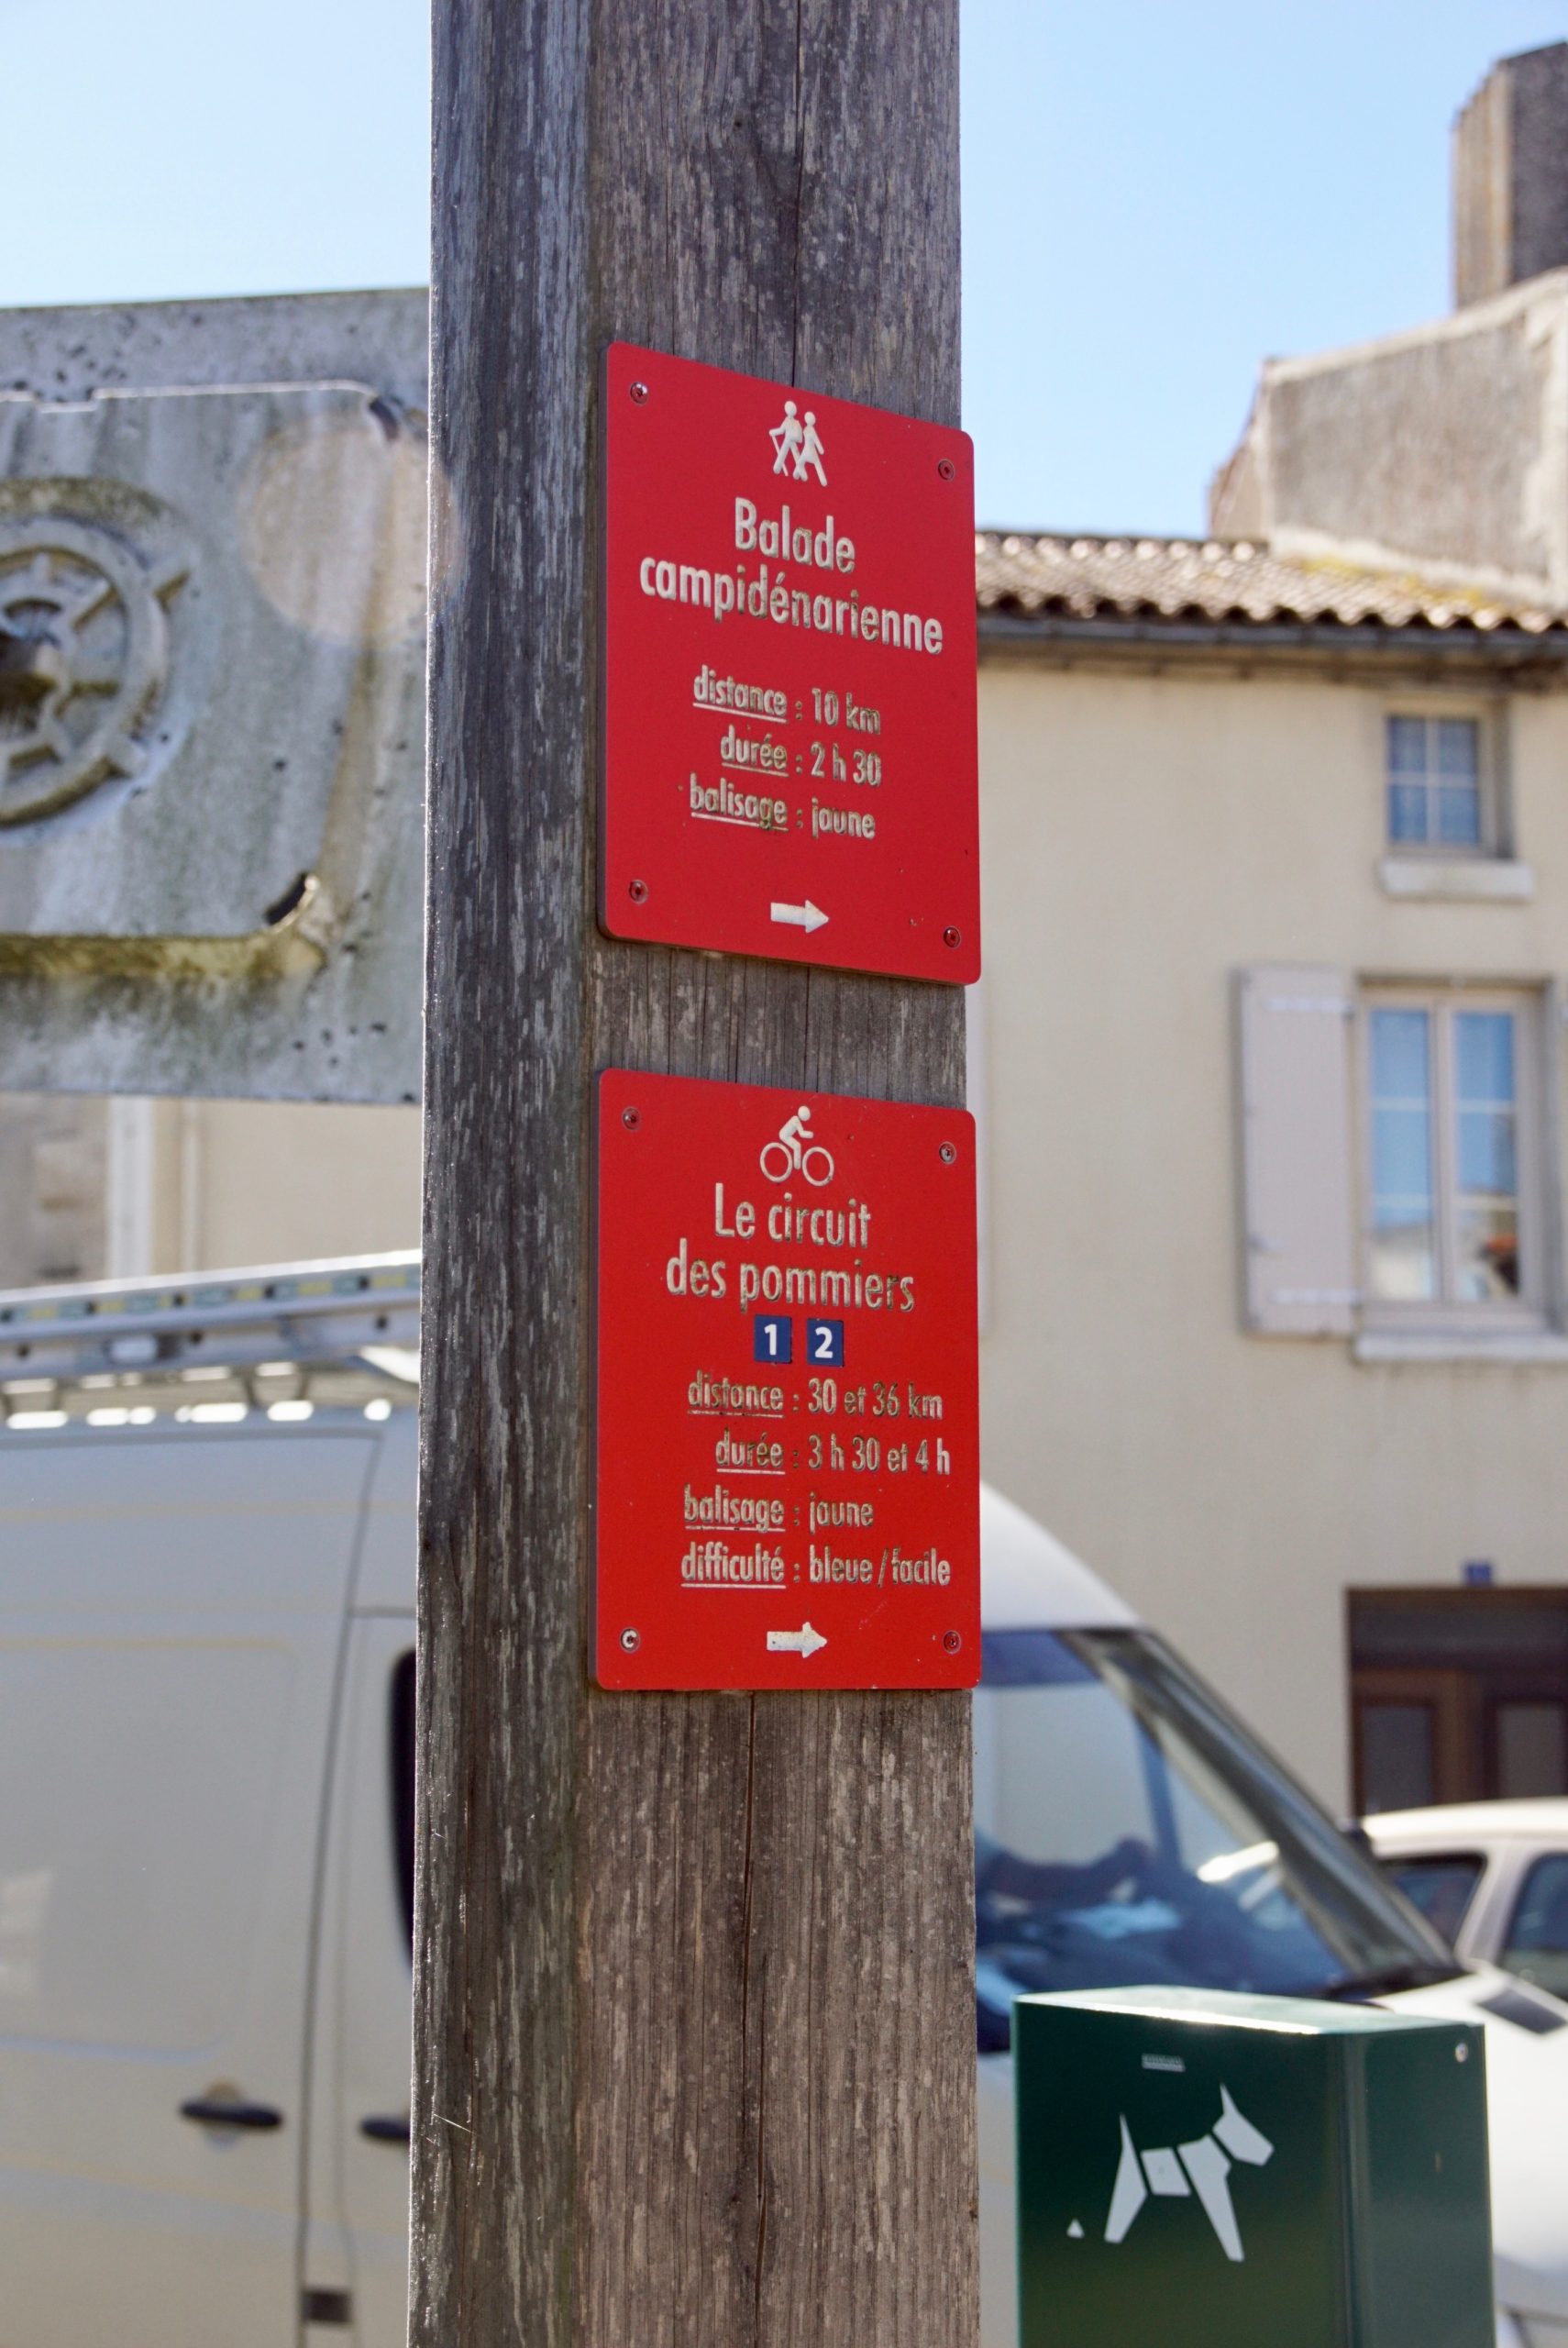 Balade
campidénarienne
distance : 10 km
durée : 2 h 30
balisage : jaune
Le circuit
des pommiers
1 2
distance : 30 et 36 km
durée : 3 h 30 et 4 h
balisage : jaune
difficulté : bleue / facile